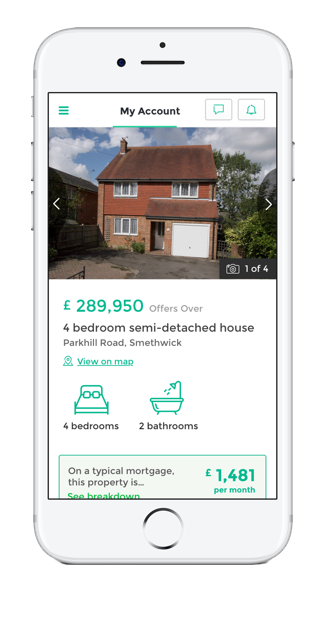 My Account
1 of 4
£ 289,950 Offers Over
4 bedroom semi-detached house
Parkhill Road, Smethwick
View on map
4 bedrooms 2 bathrooms
On a typical mortgage,
this property is...
£ 1,481
per month
See breakdown